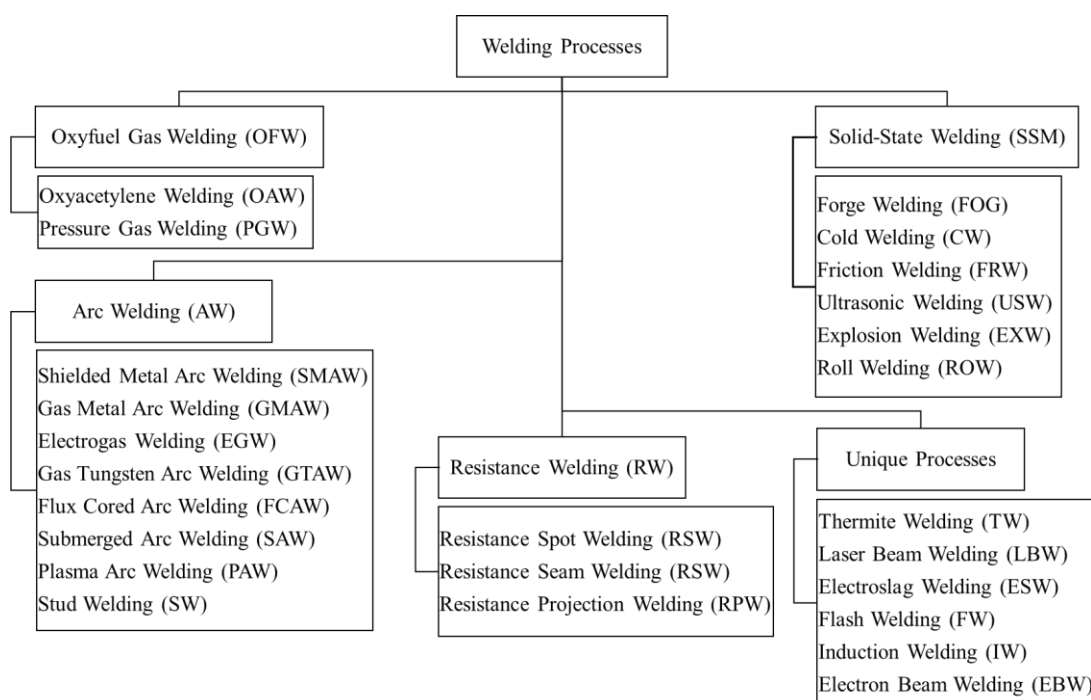 Welding Processes
Oxyfuel Gas Welding (OFW)
Oxyacetylene Welding (OAW)
Pressure Gas Welding (PGW)
Solid-State Welding (SSM)
Forge Welding (FOG)
Cold Welding (CW)
Friction Welding (FRW)
Ultrasonic Welding (USW)
Explosion Welding (EXW)
Roll Welding (ROW)
Arc Welding (AW)
Shielded Metal Arc Welding (SMAW)
Gas Metal Arc Welding (GMAW)
Electrogas Welding (EGW)
Gas Tungsten Arc Welding (GTAW)
Flux Cored Arc Welding (FCAW)
Submerged Arc Welding (SAW)
Plasma Arc Welding (PAW)
Stud Welding (SW)
Resistance Welding (RW)
Resistance Spot Welding (RSW)
Resistance Seam Welding (RSW)
Resistance Projection Welding (RPW)
Unique Processes
Thermite Welding (TW)
Laser Beam Welding (LBW)
Electroslag Welding (ESW)
Flash Welding (FW)
Induction Welding (IW)
Electron Beam Welding (EBW)